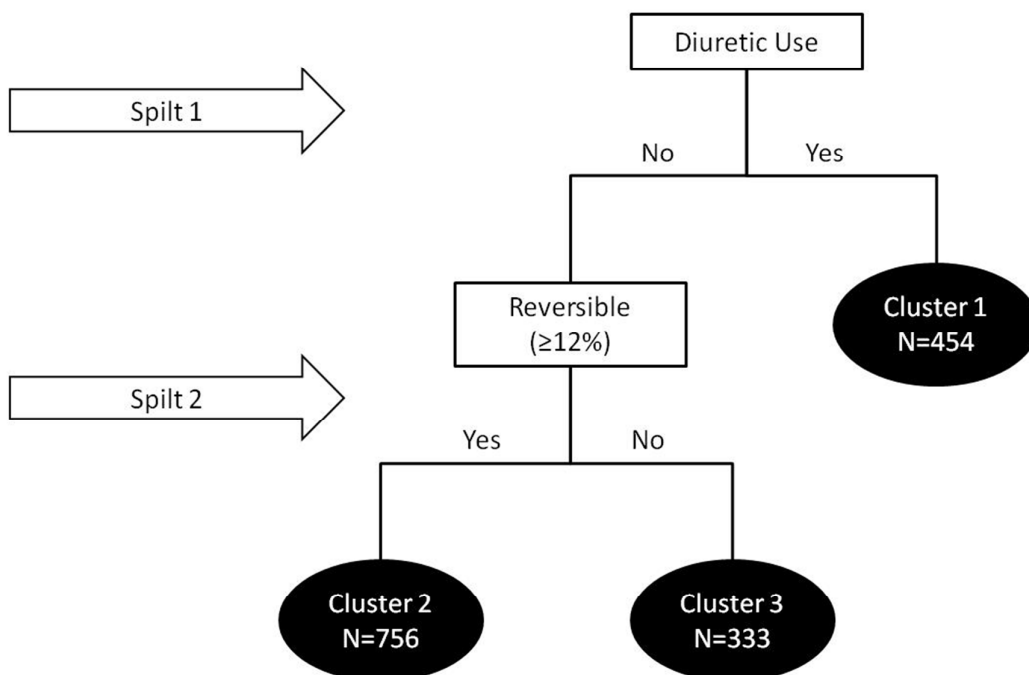 Diuretic Use
Spilt 1
No
Yes
Reversible
(≥12%)
Cluster 1
N=454
Spilt 2
Yes
No
Cluster 2
N=756
Cluster 3
N=333